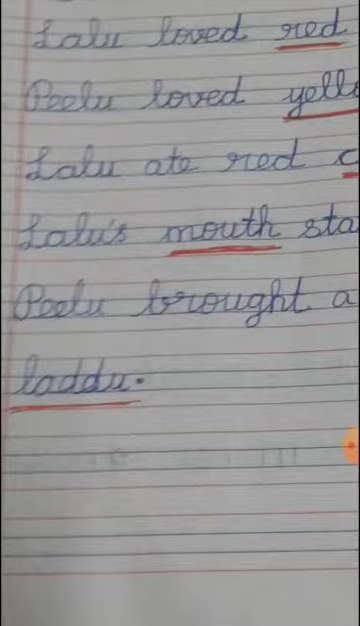 Lalu loved red
Peelu loved yell
Lalu ate red c
Lalu's mouth sta
Peelu brought a
laddu.